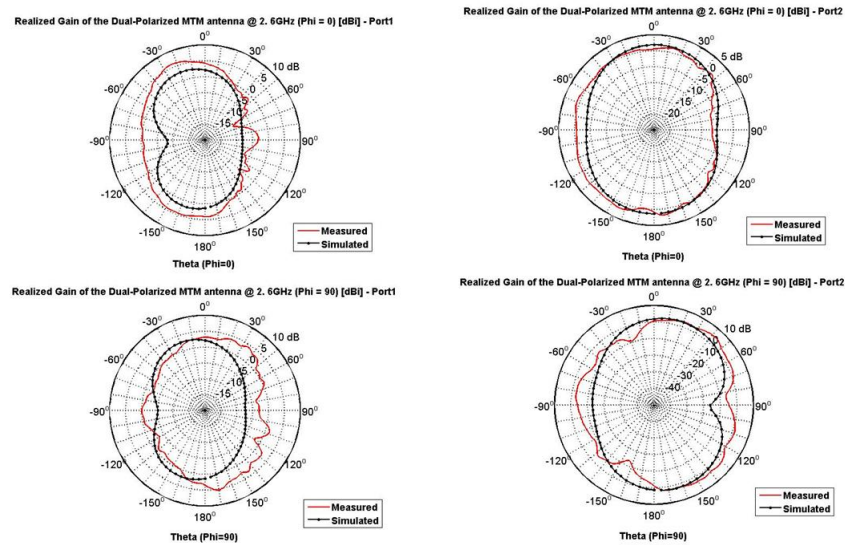 Realized Gain of the Dual-Polarized MTM antenna @ 2. 6GHz (Phi = 0) [dBi] - Port1
0°
-30° 30°
10 dB
-60° 5 60°
0
-5
-10
-15
-90° 90°
-120° 120°
-150° 150°
180°
Measured
Simulated
Theta (Phi=0)
Realized Gain of the Dual-Polarized MTM antenna @ 2. 6GHz (Phi = 0) [dBi] - Port2
0°
-30° 30°
5 dB
-60° 0 60°
-5
-10
-15
-20
-90° 90°
-120° 120°
-150° 150°
180°
Measured
Simulated
Theta (Phi=0)
Realized Gain of the Dual-Polarized MTM antenna @ 2. 6GHz (Phi = 90) [dBi] - Port1
0°
-30° 30°
10 dB
-60° 5 60°
0
-5
-10
-15
-90° 90°
-120° 120°
-150° 150°
180°
Measured
Simulated
Theta (Phi=90)
Realized Gain of the Dual-Polarized MTM antenna @ 2. 6GHz (Phi = 90) [dBi] - Port2
0°
-30° 30°
10 dB
-60° 0 60°
-10
-20
-30
-40
-90° 90°
-120° 120°
-150° 150°
180°
Measured
Simulated
Theta (Phi=90)